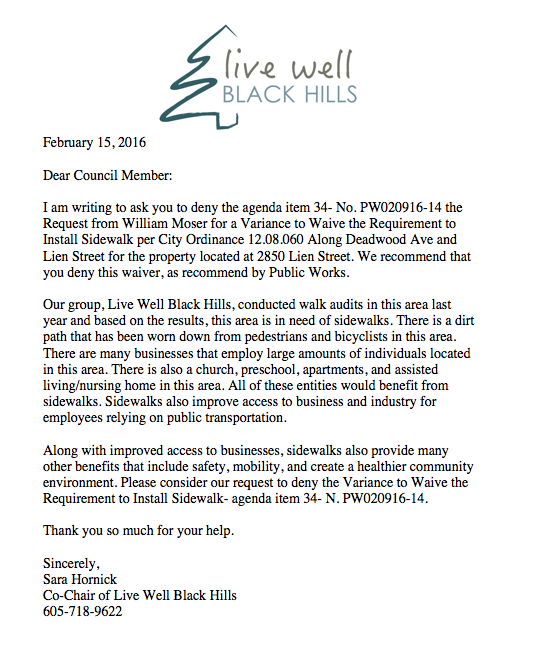 live well
BLACK HILLS
February 15, 2016
Dear Council Member:
I am writing to ask you to deny the agenda item 34- No. PW020916-14 the
Request from William Moser for a Variance to Waive the Requirement to
Install Sidewalk per City Ordinance 12.08.060 Along Deadwood Ave and
Lien Street for the property located at 2850 Lien Street. We recommend that
you deny this waiver, as recommend by Public Works.
Our group, Live Well Black Hills, conducted walk audits in this area last
year and based on the results, this area is in need of sidewalks. There is a dirt
path that has been worn down from pedestrians and bicyclists in this area.
There are many businesses that employ large amounts of individuals located
in this area. There is also a church, preschool, apartments, and assisted
living/nursing home in this area. All of these entities would benefit from
sidewalks. Sidewalks also improve access to business and industry for
employees relying on public transportation.
Along with improved access to businesses, sidewalks also provide many
other benefits that include safety, mobility, and create a healthier community
environment. Please consider our request to deny the Variance to Waive the
Requirement to Install Sidewalk- agenda item 34- N. PW020916-14.
Thank you so much for your help.
Sincerely,
Sara Hornick
Co-Chair of Live Well Black Hills
605-718-9622